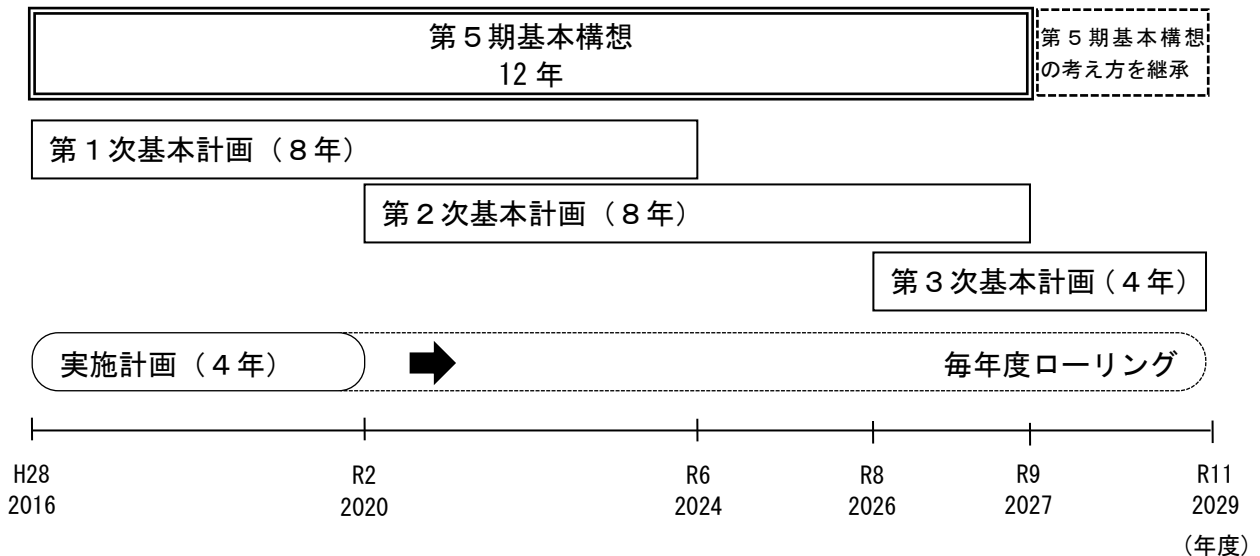 第５期基本構想
12 年
第５期基本構想
の考え方を継承
第１次基本計画（８年）
第２次基本計画（８年）
第３次基本計画（４年）
実施計画（４年）
毎年度ローリング
H28
2016
R2
2020
R6
2024
R8
2026
R9
2027
R11
2029
(年度)